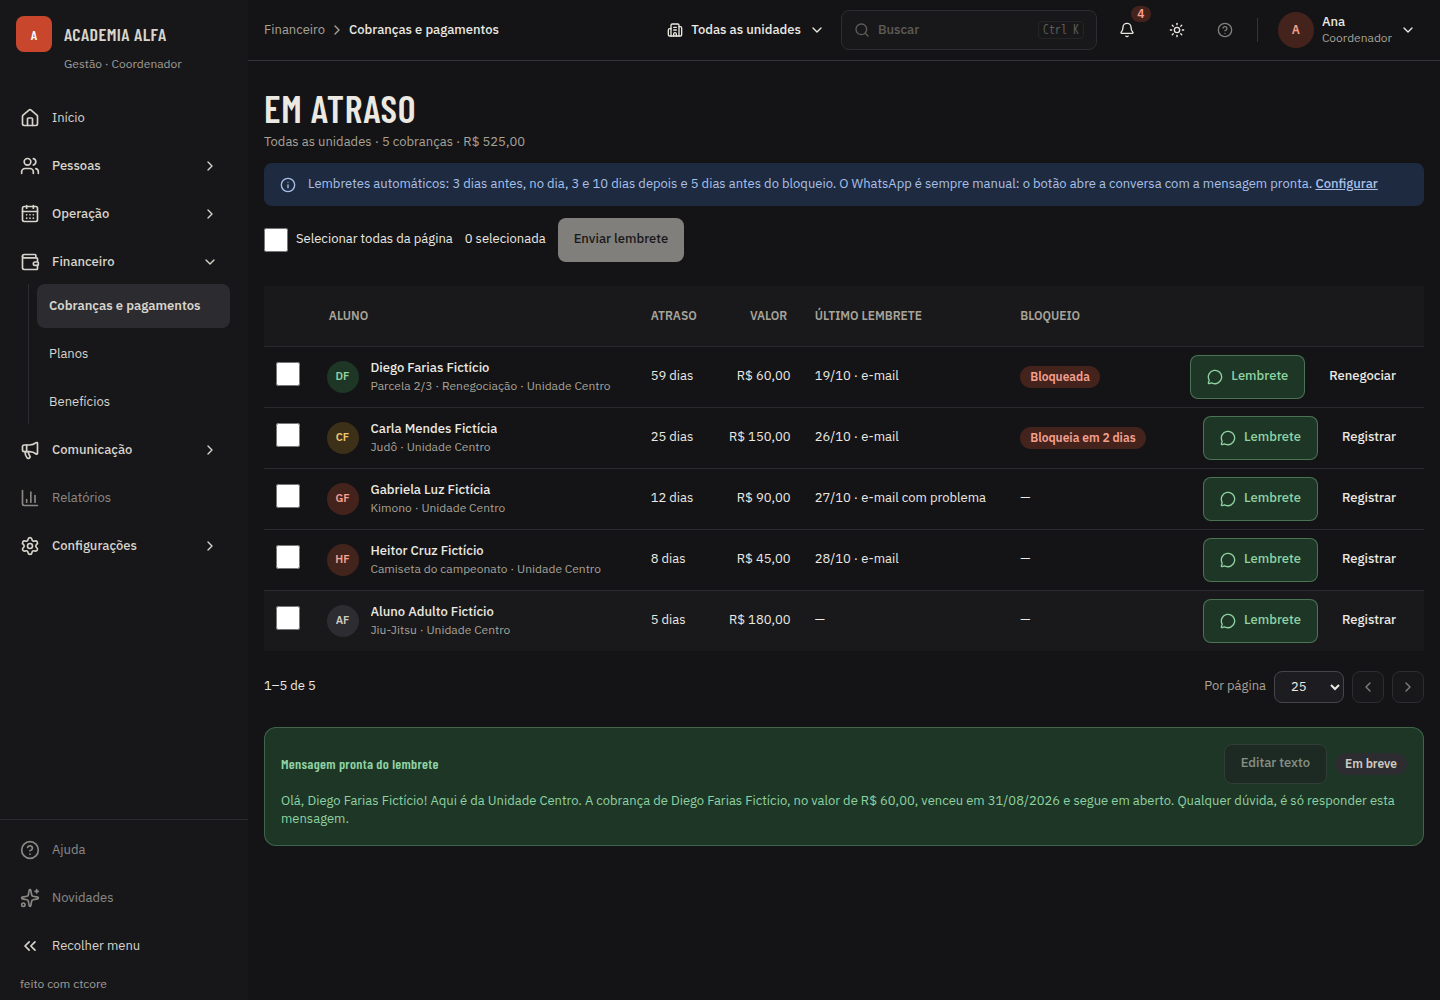 A
ACADEMIA ALFA
Gestão · Coordenador
Início
Pessoas
Operação
Financeiro
Cobranças e pagamentos
Planos
Benefícios
Comunicação
Relatórios
Configurações
Ajuda
Novidades
Recolher menu
feito com ctcore
Financeiro > Cobranças e pagamentos
Todas as unidades
Buscar
Ctrl K
4
A
Ana
Coordenador
EM ATRASO
Todas as unidades · 5 cobranças · R$ 525,00
Lembretes automáticos: 3 dias antes, no dia, 3 e 10 dias depois e 5 dias antes do bloqueio. O WhatsApp é sempre manual: o botão abre a conversa com a mensagem pronta. Configurar
Selecionar todas da página 0 selecionada Enviar lembrete
ALUNO ATRASO VALOR ÚLTIMO LEMBRETE BLOQUEIO
DF Diego Farias Fictício 59 dias R$ 60,00 19/10 · e-mail Bloqueada Lembrete Renegociar
Parcela 2/3 · Renegociação · Unidade Centro
CF Carla Mendes Fictícia 25 dias R$ 150,00 26/10 · e-mail Bloqueia em 2 dias Lembrete Registrar
Judô · Unidade Centro
GF Gabriela Luz Fictícia 12 dias R$ 90,00 27/10 · e-mail com problema — Lembrete Registrar
Kimono · Unidade Centro
HF Heitor Cruz Fictício 8 dias R$ 45,00 28/10 · e-mail — Lembrete Registrar
Camiseta do campeonato · Unidade Centro
AF Aluno Adulto Fictício 5 dias R$ 180,00 — — Lembrete Registrar
Jiu-Jitsu · Unidade Centro
1–5 de 5
Por página 25
Mensagem pronta do lembrete
Editar texto
Em breve
Olá, Diego Farias Fictício! Aqui é da Unidade Centro. A cobrança de Diego Farias Fictício, no valor de R$ 60,00, venceu em 31/08/2026 e segue em aberto. Qualquer dúvida, é só responder esta
mensagem.